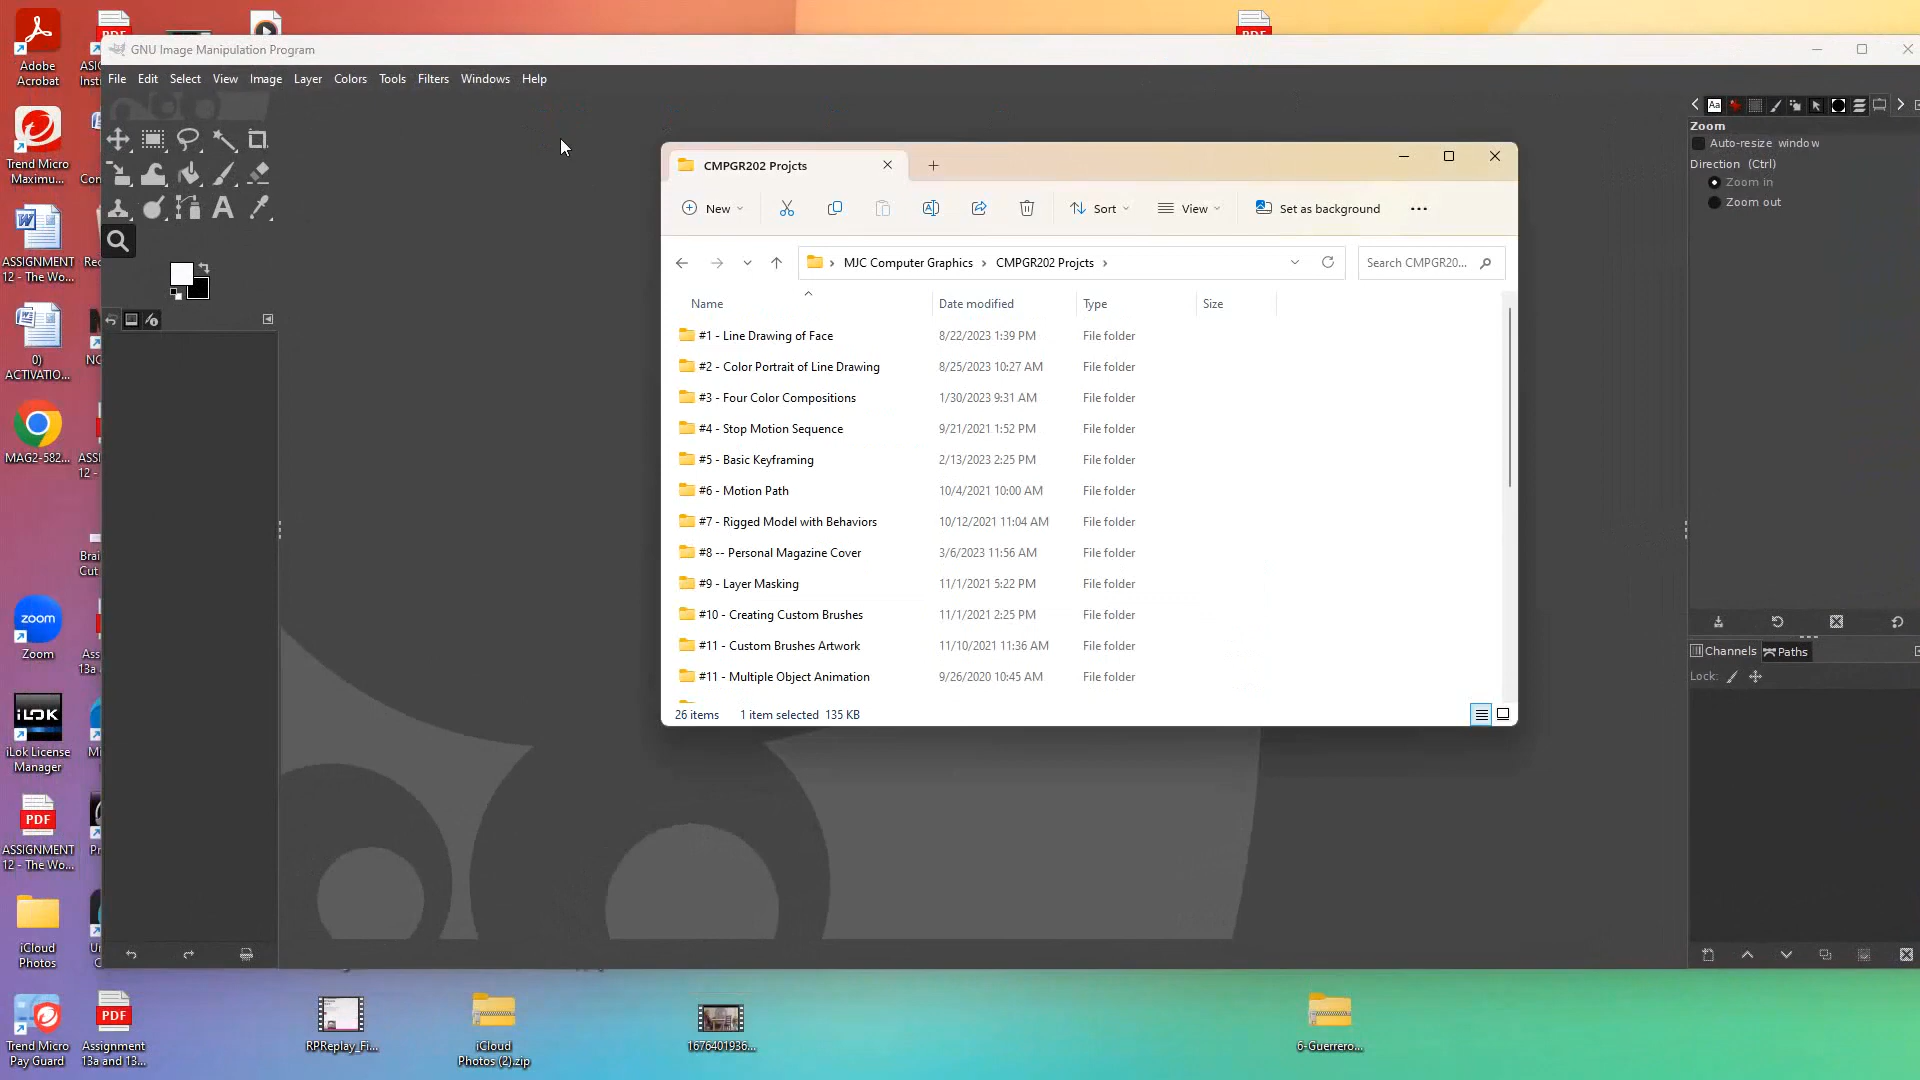 GNU Image Manipulation Program
File Edit Select View Image Layer Colors Tools Filters Windows Help
Zoom
Auto-resize window
Direction (Ctrl)
Zoom in
Zoom out
Channels
Paths
Lock:
CMPGR202 Projcts
New
Sort
View
Set as background
MJC Computer Graphics > CMPGR202 Projcts >
Search CMPGR20...
Name Date modified Type Size
#1 - Line Drawing of Face 8/22/2023 1:39 PM File folder
#2 - Color Portrait of Line Drawing 8/25/2023 10:27 AM File folder
#3 - Four Color Compositions 1/30/2023 9:31 AM File folder
#4 - Stop Motion Sequence 9/21/2021 1:52 PM File folder
#5 - Basic Keyframing 2/13/2023 2:25 PM File folder
#6 - Motion Path 10/4/2021 10:00 AM File folder
#7 - Rigged Model with Behaviors 10/12/2021 11:04 AM File folder
#8 -- Personal Magazine Cover 3/6/2023 11:56 AM File folder
#9 - Layer Masking 11/1/2021 5:22 PM File folder
#10 - Creating Custom Brushes 11/1/2021 2:25 PM File folder
#11 - Custom Brushes Artwork 11/10/2021 11:36 AM File folder
#11 - Multiple Object Animation 9/26/2020 10:45 AM File folder
26 items 1 item selected 135 KB
Adobe
Acrobat
Trend Micro
Maximu...
ASSIGNMENT
12 - The Wo...
0)
ACTIVATIO...
MAG2-582...
zoom
Zoom
iLOK
iLok License
Manager
PDF
ASSIGNMENT
12 - The Wo...
iCloud
Photos
Trend Micro
Pay Guard
PDF
Assignment
13a and 13...
RPReplay_Fi...
iCloud
Photos (2).zip
1676401936...
6-Guerrero...